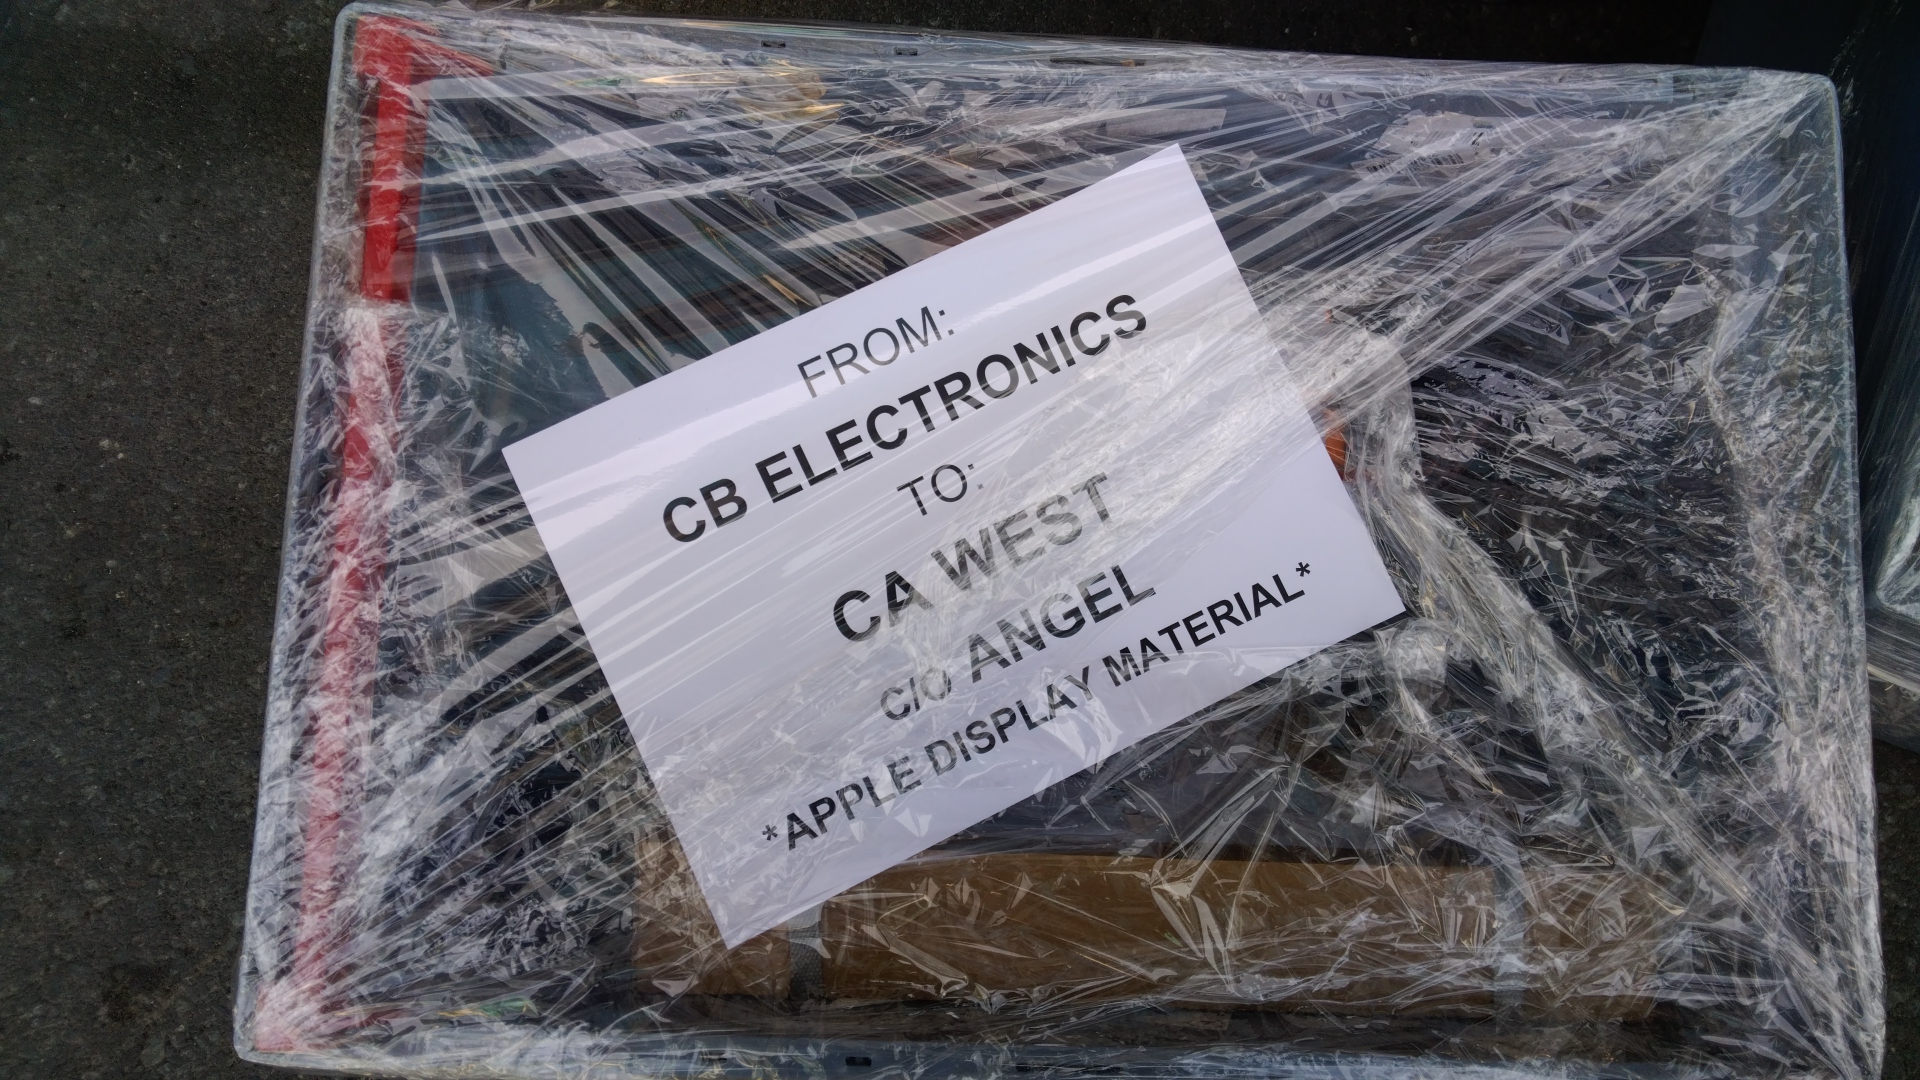 FROM:
CB ELECTRONICS
TO:
CA WEST
C/O ANGEL
*APPLE DISPLAY MATERIAL*